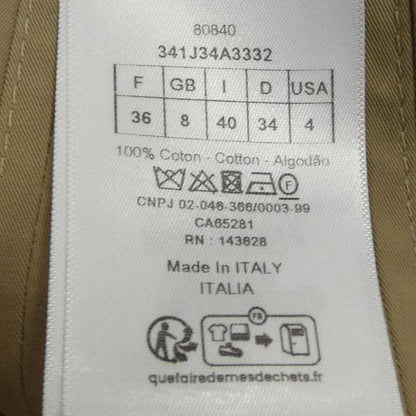 80840
341J34A3332
F GB I D USA
36 8 40 34 4
100% Coton - Cotton - Algodão
F
CNPJ 02-046-366/0003-99
CA65281
RN : 143628
Made In ITALY
ITALIA
FR
quefairedemesdechets.fr